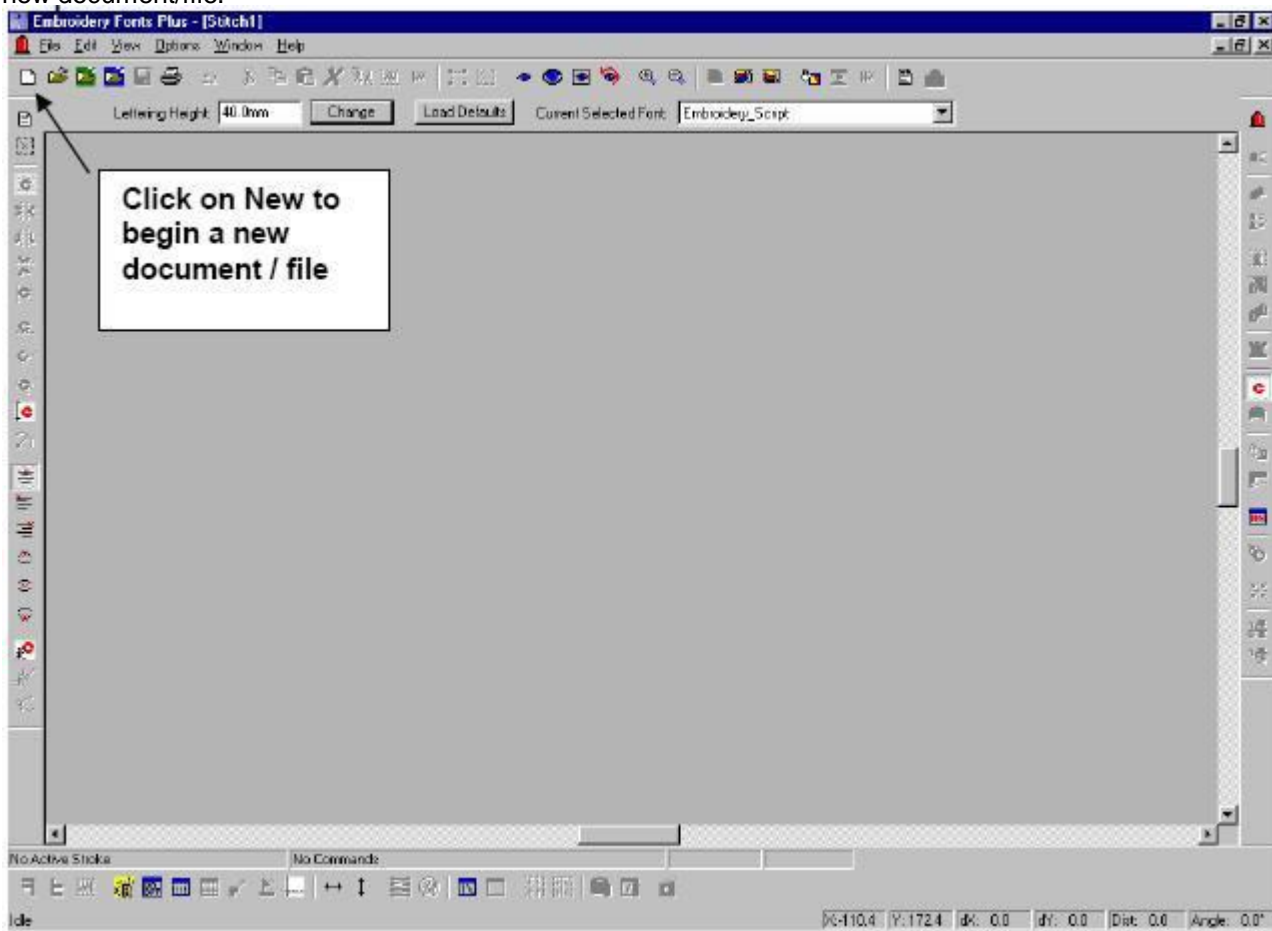 new document/file.
Embroidery Fonts Plus - [Stitch1]
File Edit View Options Window Help
Lettering Height: 40.0mm Change Load Defaults Current Selected Font: Embroidery_Script
Click on New to
begin a new
document / file
No Active Stroke No Commands
Idle X:-110.4 Y:172.4 dX: 0.0 dY: 0.0 Dist: 0.0 Angle: 0.0°